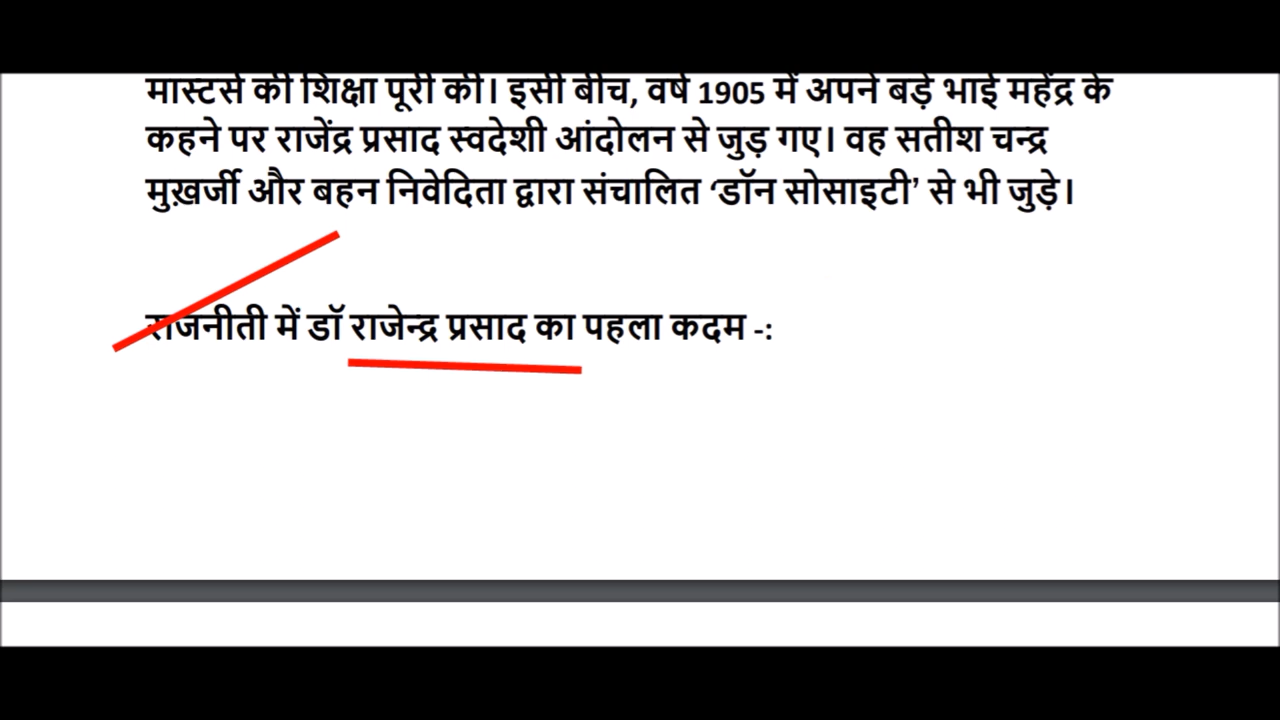 मास्टर्स की शिक्षा पूरी की। इसी बीच, वर्ष 1905 में अपने बड़े भाई महेंद्र के
कहने पर राजेंद्र प्रसाद स्वदेशी आंदोलन से जुड़ गए। वह सतीश चन्द्र
मुख़र्जी और बहन निवेदिता द्वारा संचालित ‘डॉन सोसाइटी’ से भी जुड़े।
राजनीती में डॉ राजेन्द्र प्रसाद का पहला कदम -: